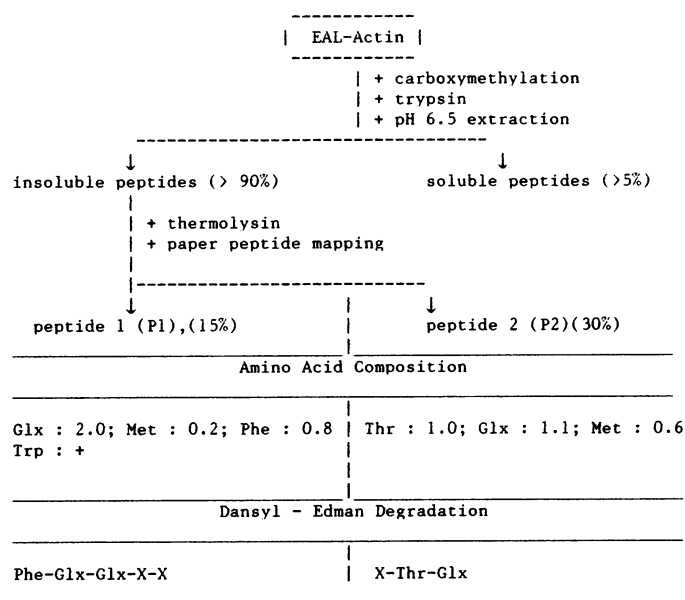 EAL-Actin
+ carboxymethylation
+ trypsin
+ pH 6.5 extraction
insoluble peptides (> 90%) soluble peptides (>5%)
+ thermolysin
+ paper peptide mapping
peptide 1 (P1),(15%) peptide 2 (P2)(30%)
Amino Acid Composition
Glx : 2.0; Met : 0.2; Phe : 0.8 | Thr : 1.0; Glx : 1.1; Met : 0.6
Trp : +
Dansyl - Edman Degradation
Phe-Glx-Glx-X-X | X-Thr-Glx